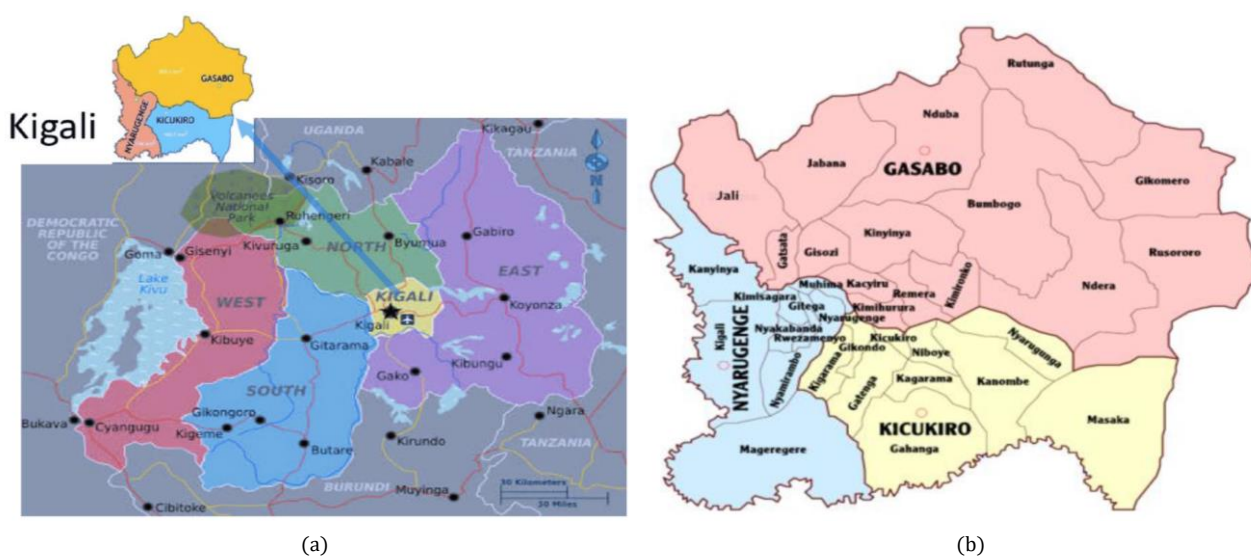 Kigali
GASABO
NYARUGENGE
KICUKIRO
UGANDA
Kikagau
TANZANIA
Kabale
Kisoro
Volcanoes
National
Park
Ruhengeri
DEMOCRATIC
REPUBLIC
OF THE
CONGO
Goma
Gisenyi
Kivuruga
NORTH
Byumua
Gabiro
EAST
Lake
Kivu
WEST
KIGALI
Kigali
Koyonza
Kibuye
Gitarama
Kibungu
Gako
SOUTH
Gikongoro
Kigeme
Butare
Bukava
Cyangugu
Kirundo
Ngara
TANZANIA
BURUNDI
Muyinga
Cibitoke
N
30 Kilometers
30 Miles
(a)
Rutunga
Nduba
Jabana
GASABO
Gikomero
Jali
Bumbogo
Kinyinya
Gisozi
Gatsata
Rusororo
Kanyinya
Muhima
Kacyiru
Kimironko
Remera
Ndera
Kimisagara
Gitega
Kimihurura
Nyarugenge
Kigali
NYARUGENGE
Nyakabanda
Rwezamenyo
Kicukiro
Gikondo
Niboye
Nyarugunga
Nyamirambo
Kigarama
Gatenga
Kagarama
Kanombe
Masaka
KICUKIRO
Gahanga
Mageregere
(b)